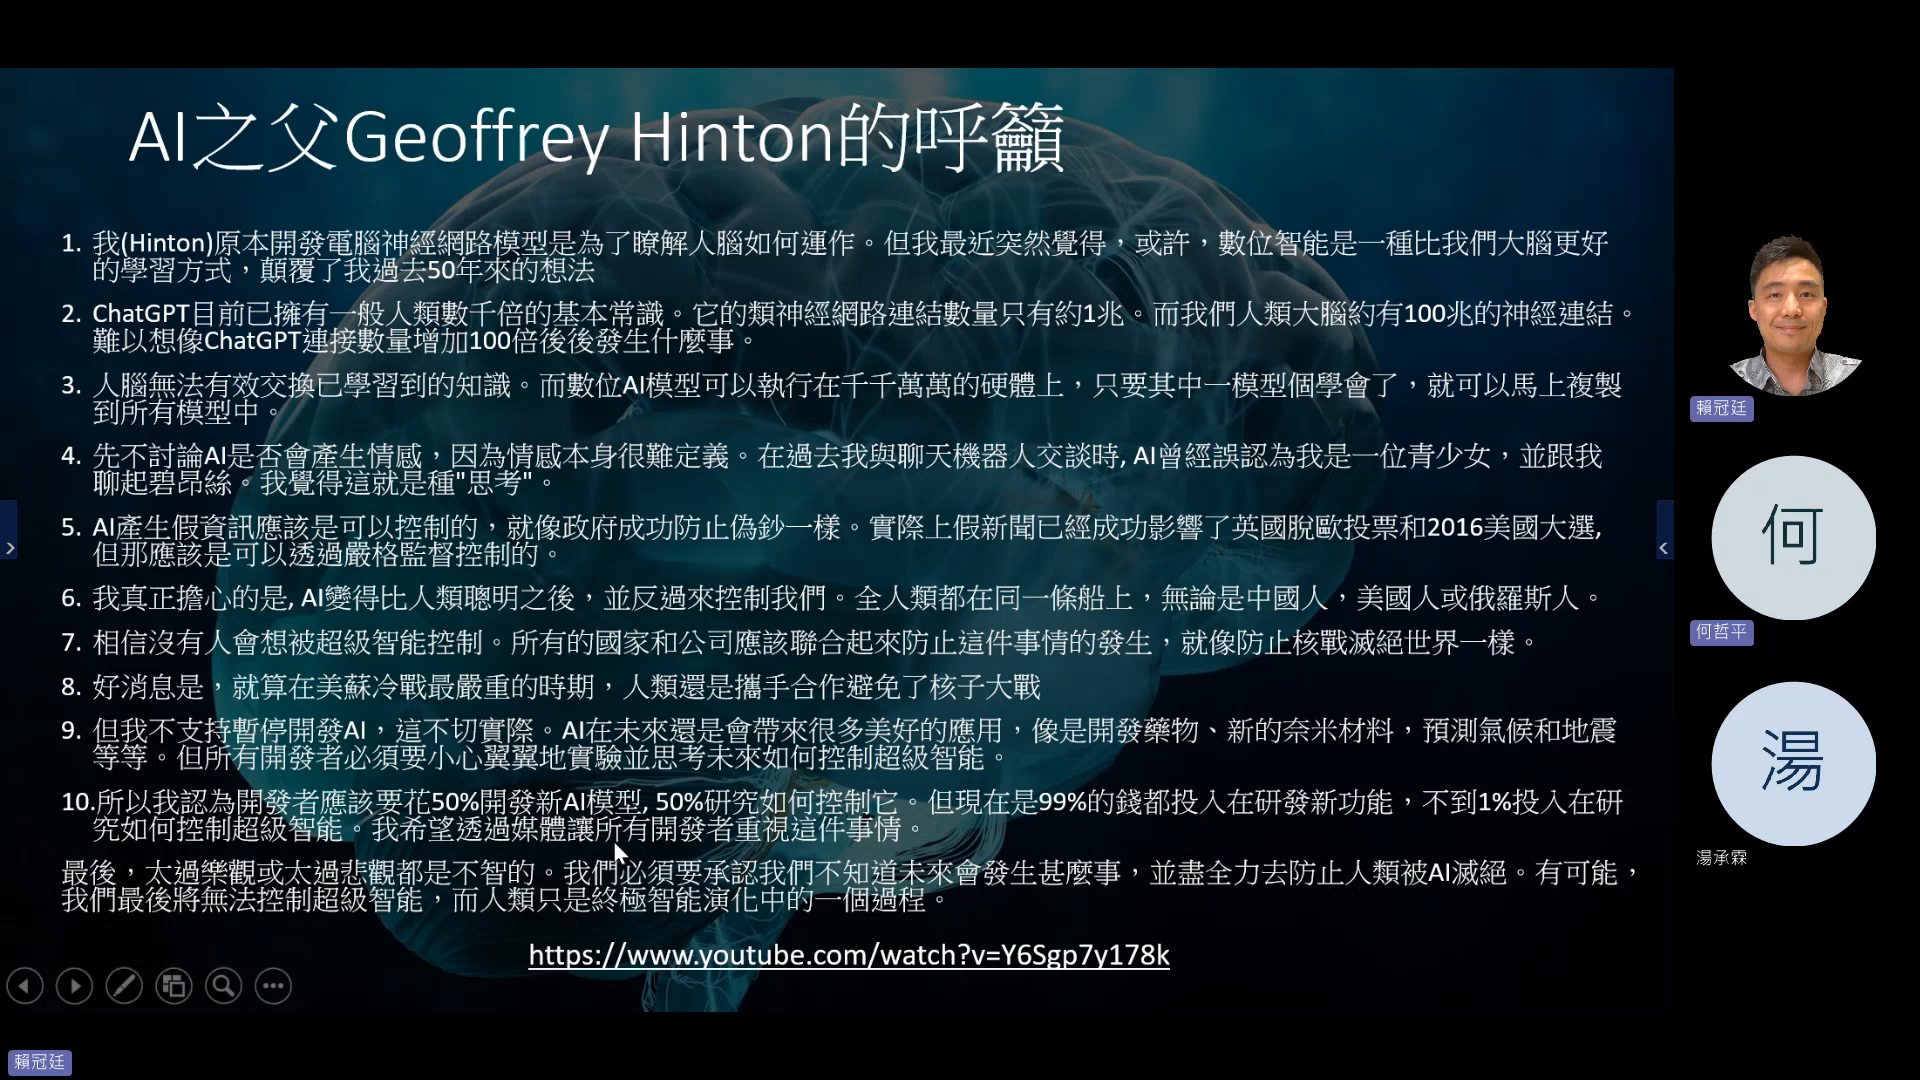 AI之父Geoffrey Hinton的呼籲
1. 我(Hinton)原本開發電腦神經網路模型是為了瞭解人腦如何運作。但我最近突然覺得，或許，數位智能是一種比我們大腦更好
的學習方式，顛覆了我過去50年來的想法
2. ChatGPT目前已擁有一般人類數千倍的基本常識。它的類神經網路連結數量只有約1兆。而我們人類大腦約有100兆的神經連結。
難以想像ChatGPT連接數量增加100倍後後發生什麼事。
3. 人腦無法有效交換已學習到的知識。而數位AI模型可以執行在千千萬萬的硬體上，只要其中一模型個學會了，就可以馬上複製
到所有模型中。
4. 先不討論AI是否會產生情感，因為情感本身很難定義。在過去我與聊天機器人交談時, AI曾經誤認為我是一位青少女，並跟我
聊起碧昂絲。我覺得這就是種"思考"。
5. AI產生假資訊應該是可以控制的，就像政府成功防止偽鈔一樣。實際上假新聞已經成功影響了英國脫歐投票和2016美國大選,
但那應該是可以透過嚴格監督控制的。
6. 我真正擔心的是, AI變得比人類聰明之後，並反過來控制我們。全人類都在同一條船上，無論是中國人，美國人或俄羅斯人。
7. 相信沒有人會想被超級智能控制。所有的國家和公司應該聯合起來防止這件事情的發生，就像防止核戰滅絕世界一樣。
8. 好消息是，就算在美蘇冷戰最嚴重的時期，人類還是攜手合作避免了核子大戰
9. 但我不支持暫停開發AI，這不切實際。AI在未來還是會帶來很多美好的應用，像是開發藥物、新的奈米材料，預測氣候和地震
等等。但所有開發者必須要小心翼翼地實驗並思考未來如何控制超級智能。
10.所以我認為開發者應該要花50%開發新AI模型, 50%研究如何控制它。但現在是99%的錢都投入在研發新功能，不到1%投入在研
究如何控制超級智能。我希望透過媒體讓所有開發者重視這件事情。
最後，太過樂觀或太過悲觀都是不智的。我們必須要承認我們不知道未來會發生甚麼事，並盡全力去防止人類被AI滅絕。有可能，
我們最後將無法控制超級智能，而人類只是終極智能演化中的一個過程。
https://www.youtube.com/watch?v=Y6Sgp7y178k
賴冠廷
何
何哲平
湯
湯承霖
賴冠廷